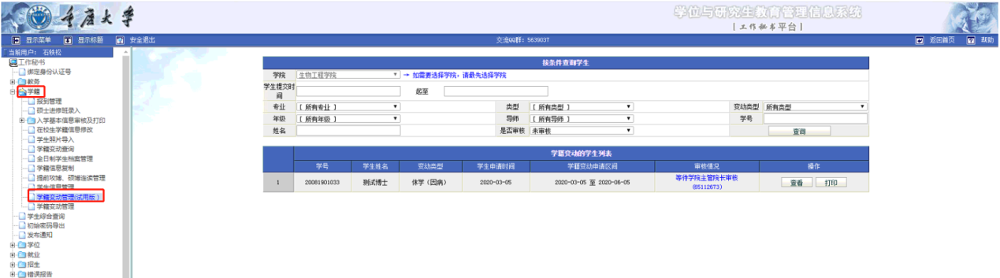 重庆大学
学位与研究生教育管理信息系统
|工作秘书平台|
显示菜单 显示标题 安全退出 交流QQ群：5639037 返回首页 帮助
当前用户：石轶松
工作秘书
绑定身份认证号
教务
学籍
报到管理
硕士进修班录入
入学基本信息审核及打印
在校生学籍信息修改
学生照片导入
学籍变动查询
全日制学生档案管理
学籍信息复制
提前攻博、硕博连读管理
学生信息管理
学籍变动管理(试用版)
学籍变动管理
学生综合查询
初始密码导出
发布通知
学位
就业
招生
错误报告
按条件查询学生
学院 生物工程学院 → 如需要选择学院，请最先选择学院
学生提交时间 起至
专业 [ 所有专业 ] 类型 [ 所有类型 ] 变动类型 所有类型
年级 [ 所有年级 ] 导师 [ 所有导师 ] 学号
姓名 是否审核 未审核 查询
学籍变动的学生列表
学号 学生姓名 变动类型 学生申请时间 学籍变动申请区间 审核情况 操作
1 20081901033 测试博士 休学（因病） 2020-03-05 2020-03-05 至 2020-06-05 等待学院主管院长审核 (65112673) 查看 打印